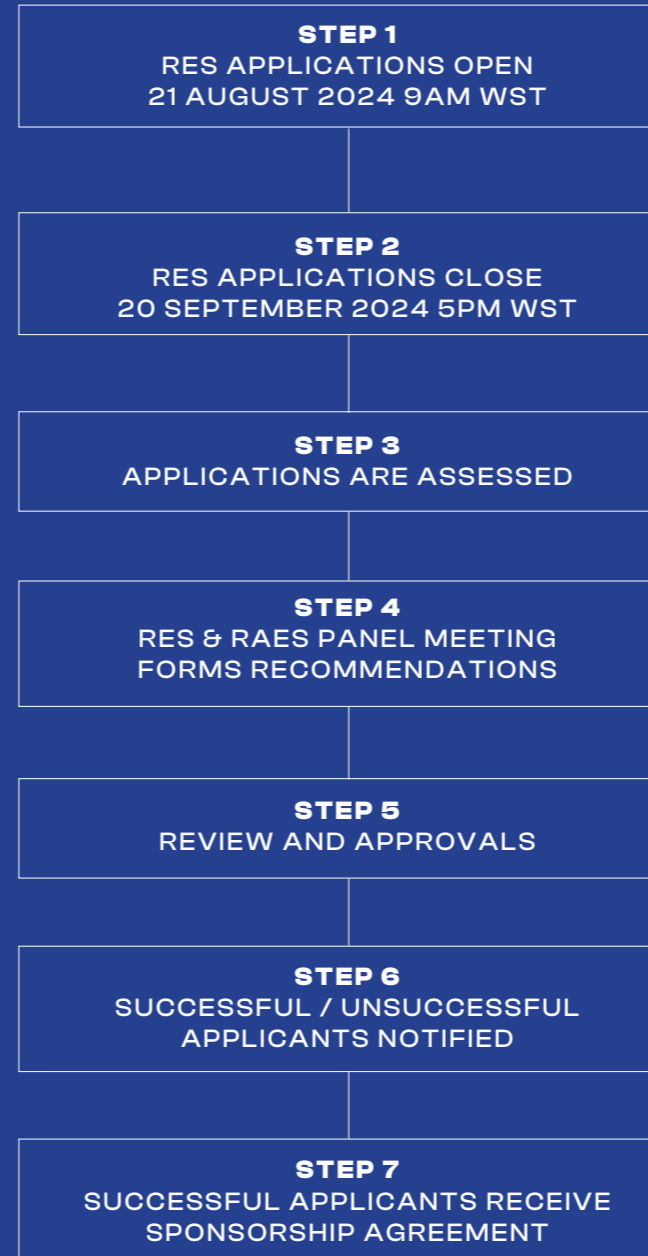 STEP 1
RES APPLICATIONS OPEN
21 AUGUST 2024 9AM WST
STEP 2
RES APPLICATIONS CLOSE
20 SEPTEMBER 2024 5PM WST
STEP 3
APPLICATIONS ARE ASSESSED
STEP 4
RES & RAES PANEL MEETING
FORMS RECOMMENDATIONS
STEP 5
REVIEW AND APPROVALS
STEP 6
SUCCESSFUL / UNSUCCESSFUL
APPLICANTS NOTIFIED
STEP 7
SUCCESSFUL APPLICANTS RECEIVE
SPONSORSHIP AGREEMENT